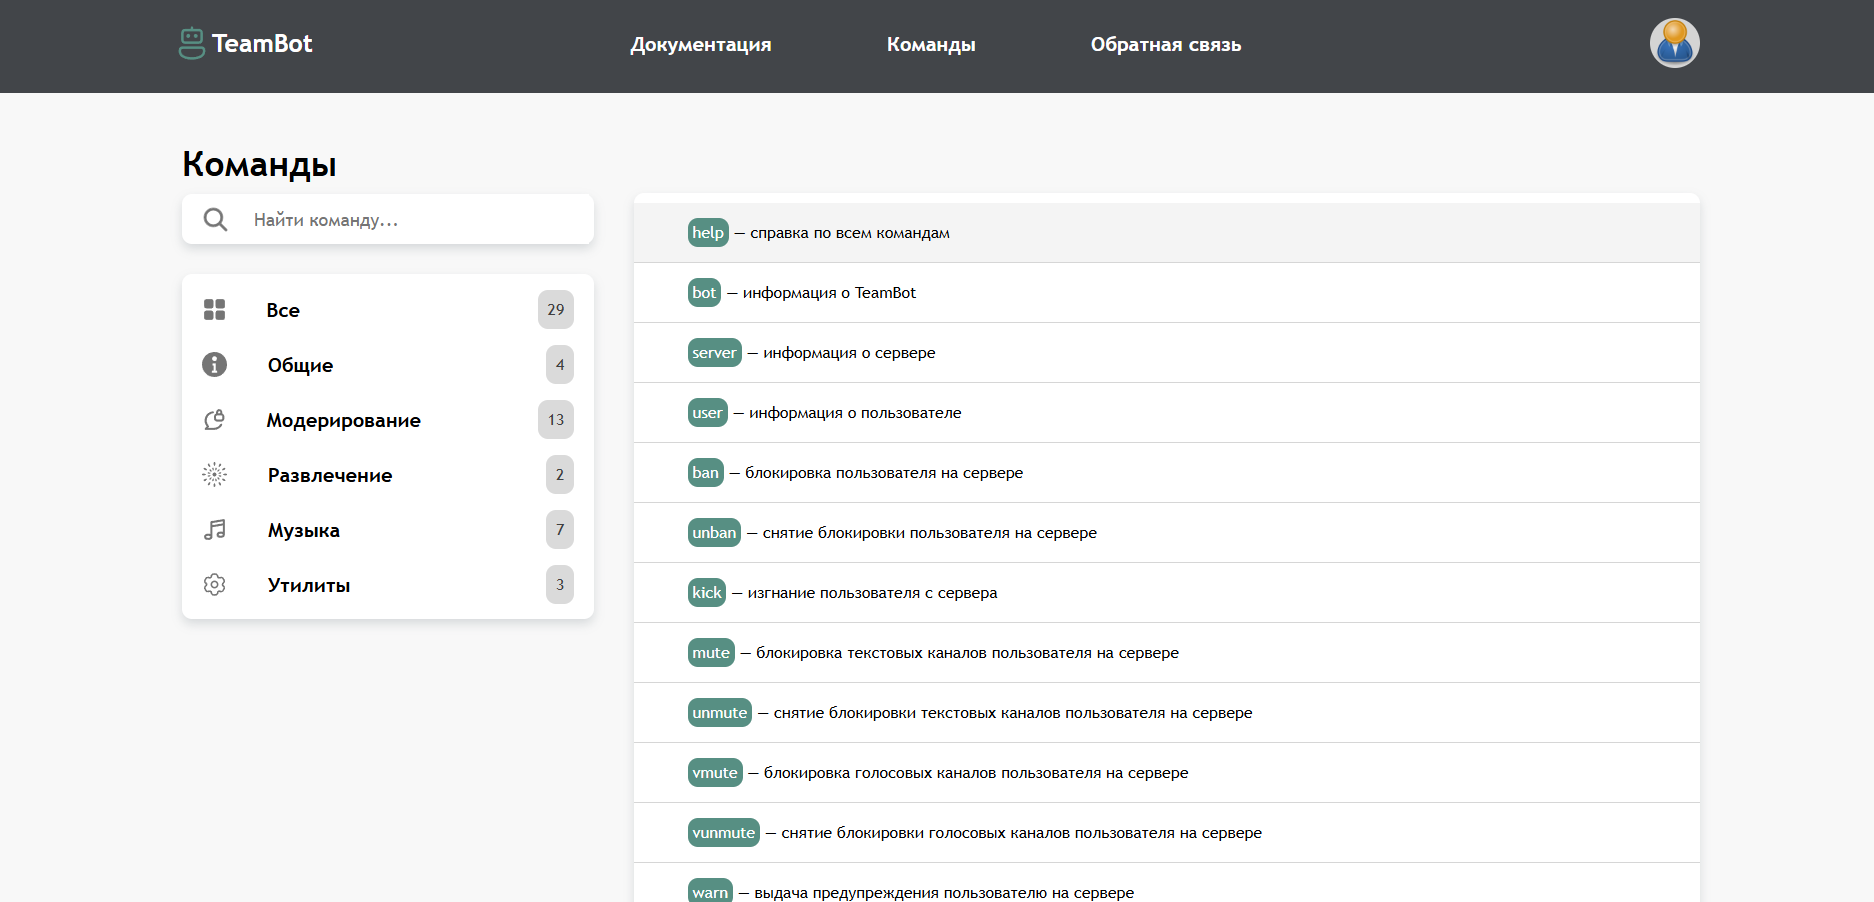 TeamBot
Документация
Команды
Обратная связь
Команды
Найти команду...
Все 29
Общие 4
Модерирование 13
Развлечение 2
Музыка 7
Утилиты 3
help — справка по всем командам
bot — информация о TeamBot
server — информация о сервере
user — информация о пользователе
ban — блокировка пользователя на сервере
unban — снятие блокировки пользователя на сервере
kick — изгнание пользователя с сервера
mute — блокировка текстовых каналов пользователя на сервере
unmute — снятие блокировки текстовых каналов пользователя на сервере
vmute — блокировка голосовых каналов пользователя на сервере
vunmute — снятие блокировки голосовых каналов пользователя на сервере
warn — выдача предупреждения пользователю на сервере